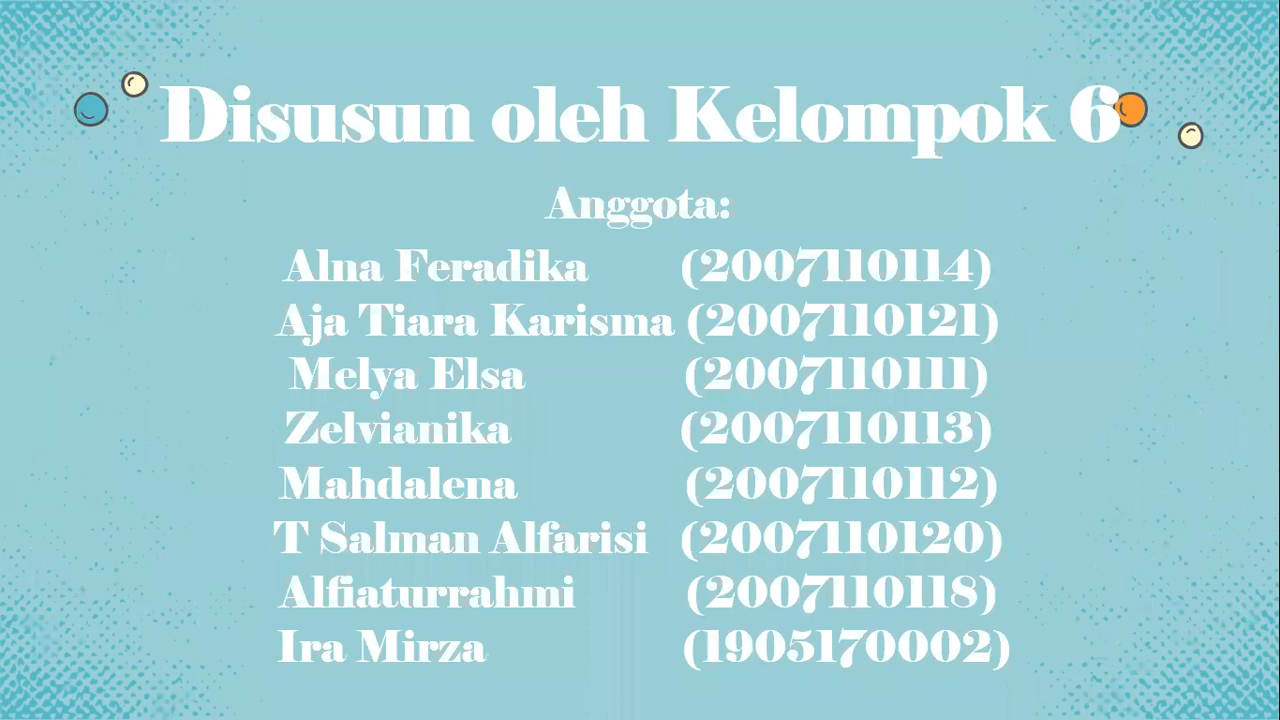 Disusun oleh Kelompok 6
Anggota:
Alna Feradika (2007110114)
Aja Tiara Karisma (2007110121)
Melya Elsa (2007110111)
Zelvianika (2007110113)
Mahdalena (2007110112)
T Salman Alfarisi (2007110120)
Alfiaturrahmi (2007110118)
Ira Mirza (1905170002)